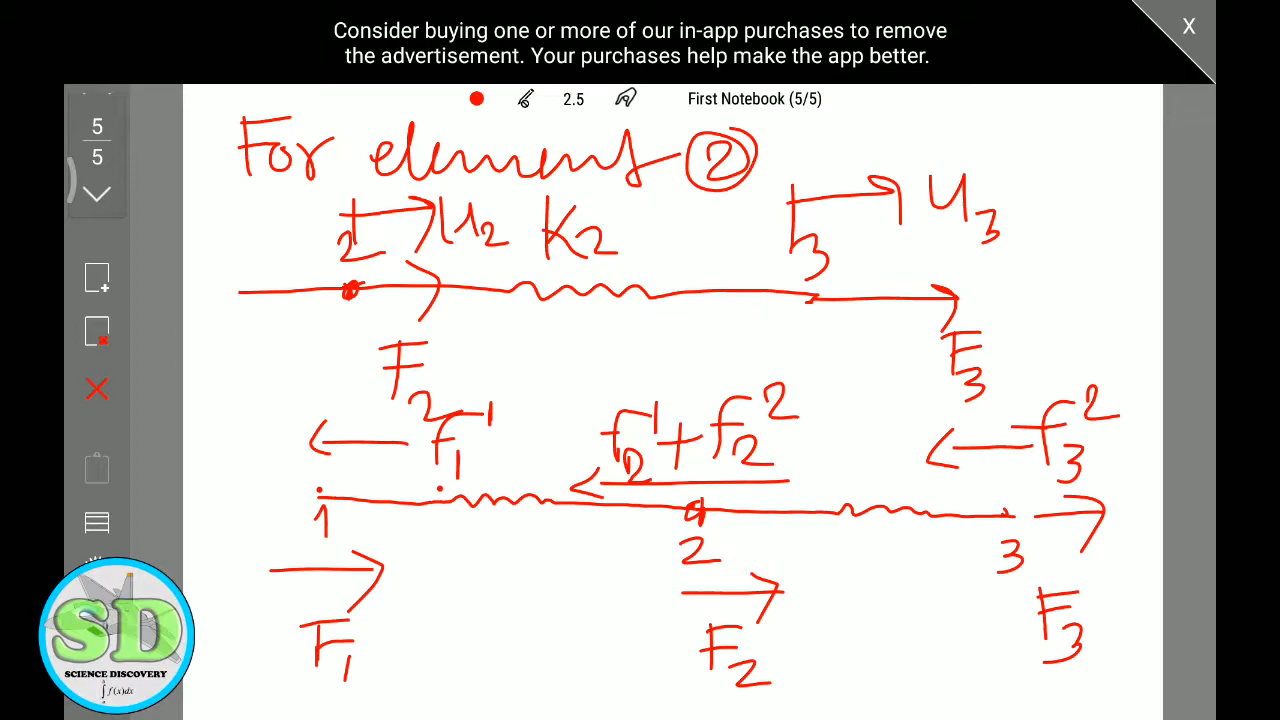 Consider buying one or more of our in-app purchases to remove
the advertisement. Your purchases help make the app better.
X
2.5 First Notebook (5/5)
5
5
For element ②
2 u₂ K₂ 3 u₃
F₂ F₃
f₁¹ f₂¹+f₂² f₃²
1 2 3
F₁ F₂ F₃
SD
SCIENCE DISCOVERY
∫ f(x)dx